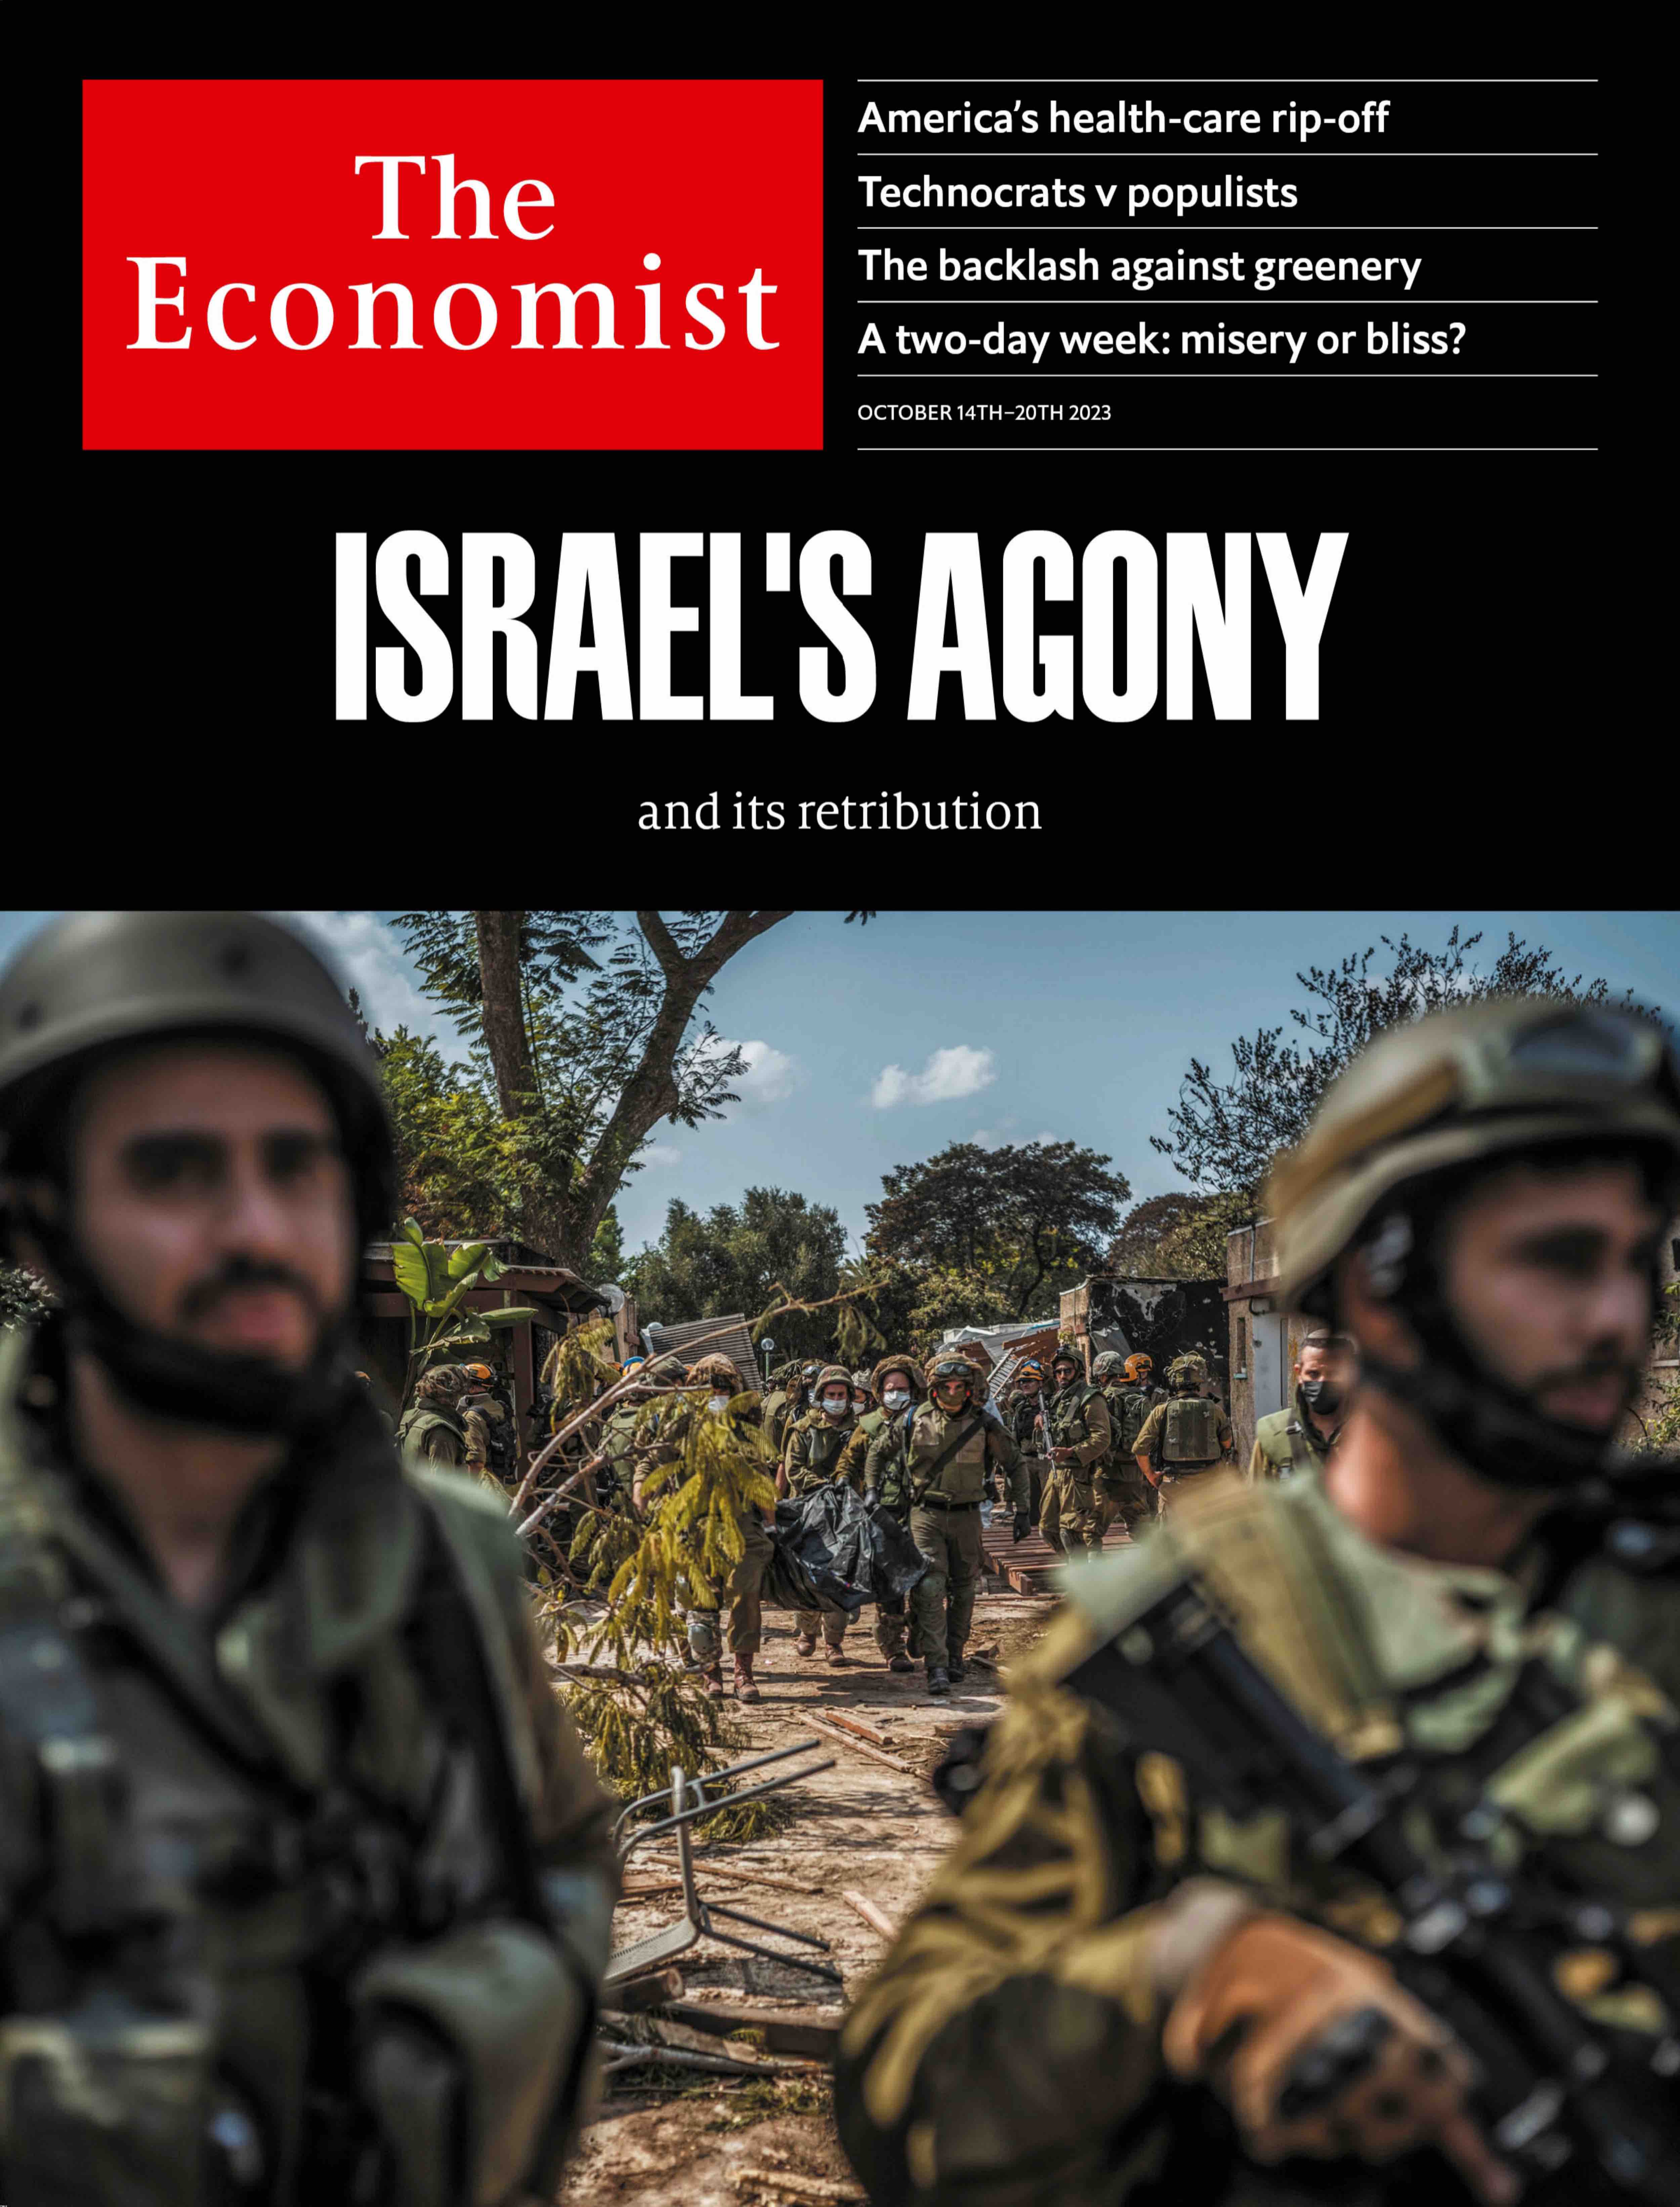 The
Economist
America's health-care rip-off
Technocrats v populists
The backlash against greenery
A two-day week: misery or bliss?
OCTOBER 14TH–20TH 2023
ISRAEL'S AGONY
and its retribution